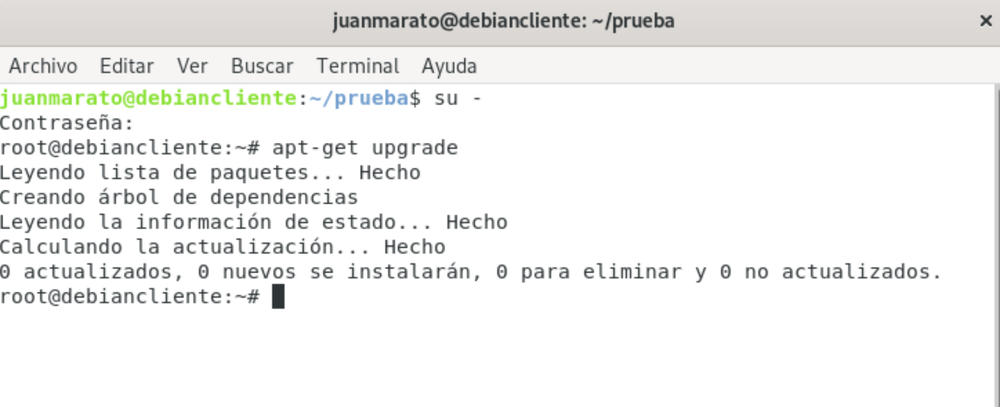 juanmarato@debiancliente: ~/prueba ×
Archivo Editar Ver Buscar Terminal Ayuda
juanmarato@debiancliente:~/prueba$ su -
Contraseña:
root@debiancliente:~# apt-get upgrade
Leyendo lista de paquetes... Hecho
Creando árbol de dependencias
Leyendo la información de estado... Hecho
Calculando la actualización... Hecho
0 actualizados, 0 nuevos se instalarán, 0 para eliminar y 0 no actualizados.
root@debiancliente:~#